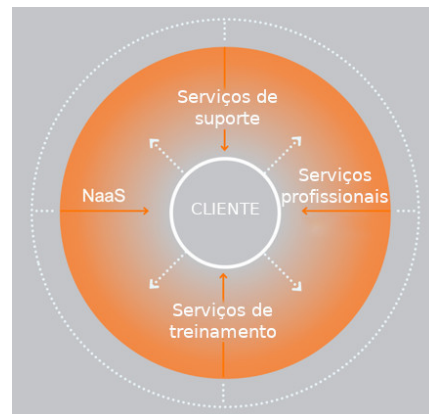 Serviços de
suporte
NaaS
CLIENTE
Serviços
profissionais
Serviços de
treinamento